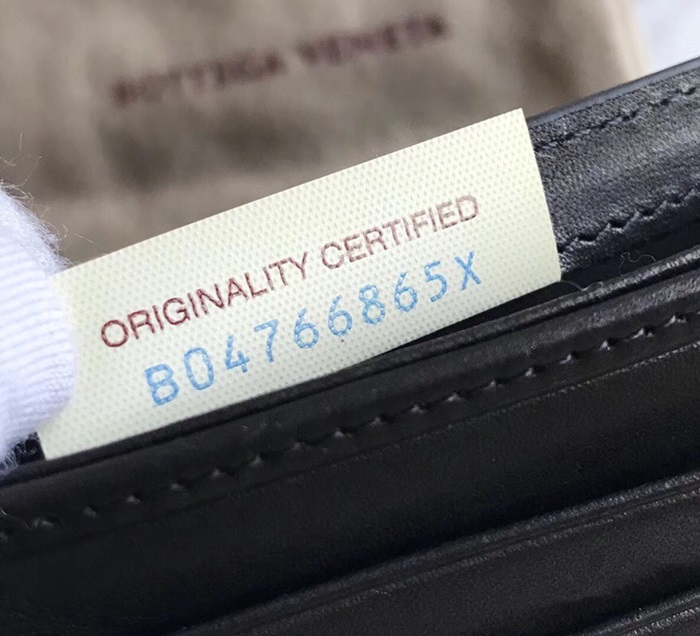 BOTTEGA VENETA
ORIGINALITY CERTIFIED
B04766865X